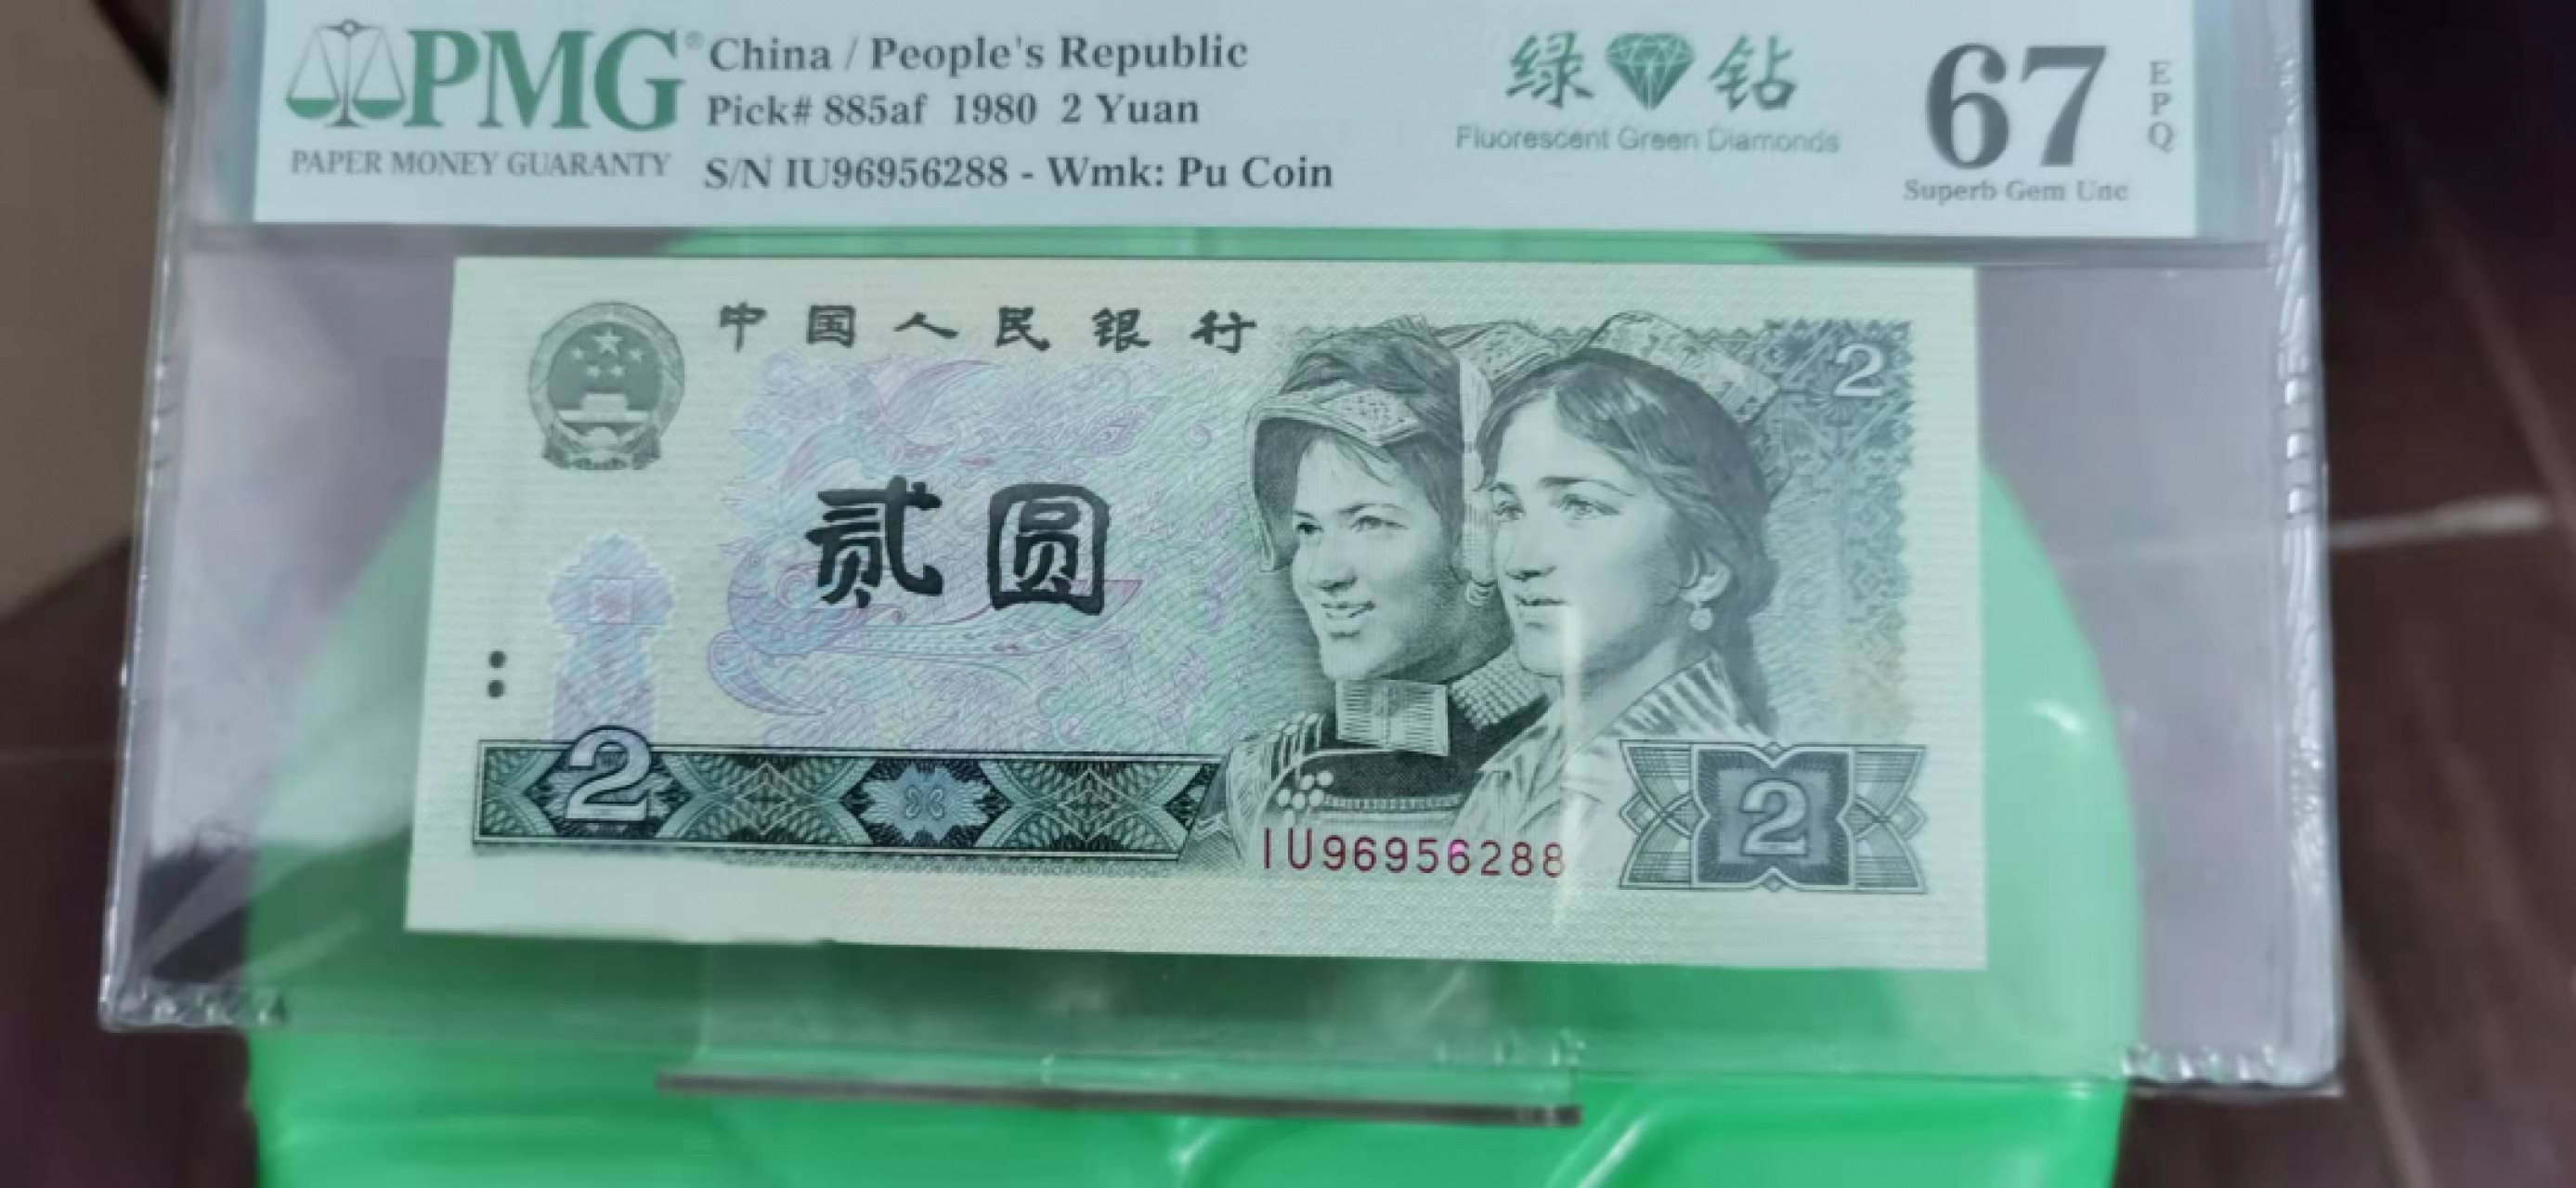 PMG® China / People's Republic
PAPER MONEY GUARANTY
Pick# 885af 1980 2 Yuan
S/N IU96956288 - Wmk: Pu Coin
绿 钻
Fluorescent Green Diamonds
67 EPQ
Superb Gem Unc
中国人民银行
2
贰圆
2
IU96956288
2